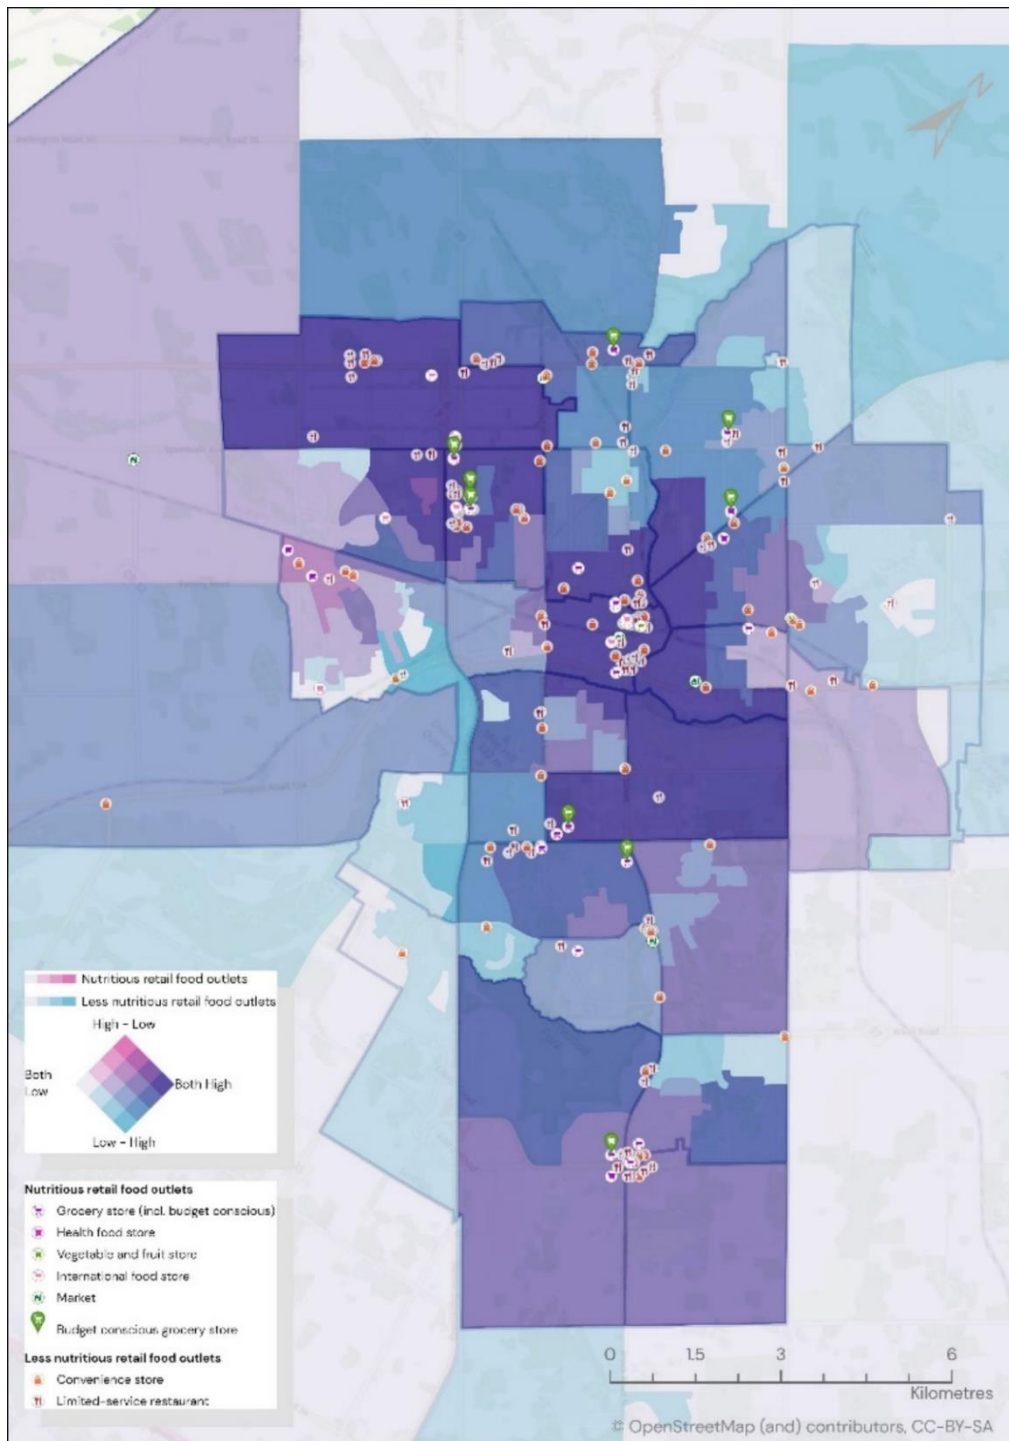 N
Nutritious retail food outlets
Less nutritious retail food outlets
High - Low
Both
Low
Both High
Low - High
Nutritious retail food outlets
Grocery store (incl. budget conscious)
Health food store
Vegetable and fruit store
International food store
Market
Budget conscious grocery store
Less nutritious retail food outlets
Convenience store
Limited-service restaurant
0 1.5 3 6
Kilometres
© OpenStreetMap (and) contributors, CC-BY-SA